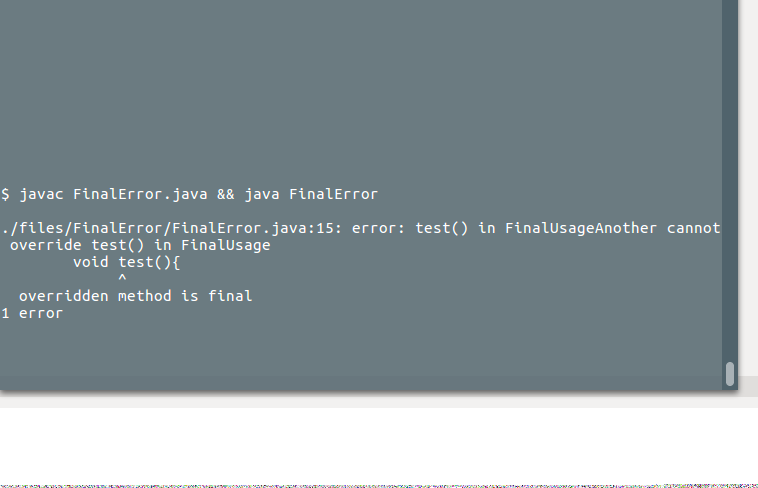 $ javac FinalError.java && java FinalError
./files/FinalError/FinalError.java:15: error: test() in FinalUsageAnother cannot
override test() in FinalUsage
void test(){
^
overridden method is final
1 error